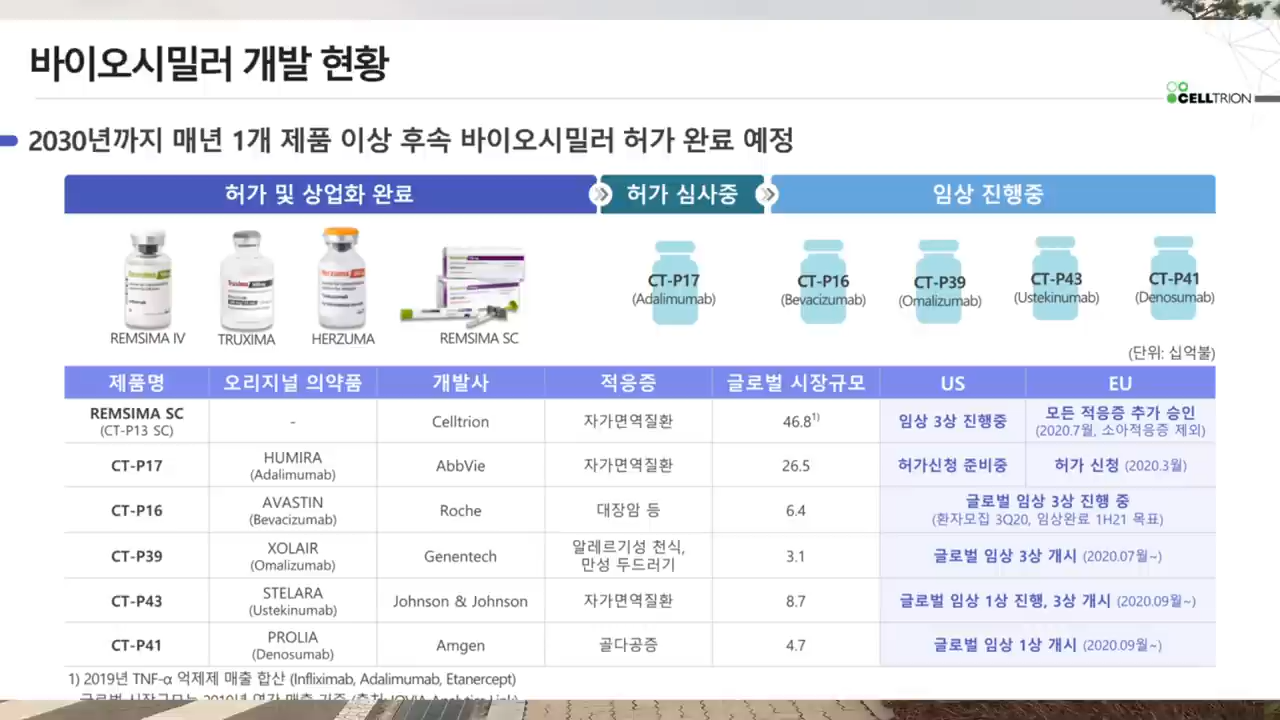 바이오시밀러 개발 현황
CELLTRION
2030년까지 매년 1개 제품 이상 후속 바이오시밀러 허가 완료 예정
허가 및 상업화 완료
허가 심사중
임상 진행중
REMSIMA IV
TRUXIMA
HERZUMA
REMSIMA SC
CT-P17
(Adalimumab)
CT-P16
(Bevacizumab)
CT-P39
(Omalizumab)
CT-P43
(Ustekinumab)
CT-P41
(Denosumab)
(단위: 십억불)
제품명 오리지널 의약품 개발사 적응증 글로벌 시장규모 US EU
REMSIMA SC
(CT-P13 SC)
-
Celltrion
자가면역질환
46.8¹⁾
임상 3상 진행중
모든 적응증 추가 승인
(2020.7월, 소아적응증 제외)
CT-P17
HUMIRA
(Adalimumab)
AbbVie
자가면역질환
26.5
허가신청 준비중
허가 신청 (2020.3월)
CT-P16
AVASTIN
(Bevacizumab)
Roche
대장암 등
6.4
글로벌 임상 3상 진행 중
(환자모집 3Q20, 임상완료 1H21 목표)
CT-P39
XOLAIR
(Omalizumab)
Genentech
알레르기성 천식,
만성 두드러기
3.1
글로벌 임상 3상 개시 (2020.07월~)
CT-P43
STELARA
(Ustekinumab)
Johnson & Johnson
자가면역질환
8.7
글로벌 임상 1상 진행, 3상 개시 (2020.09월~)
CT-P41
PROLIA
(Denosumab)
Amgen
골다공증
4.7
글로벌 임상 1상 개시 (2020.09월~)
1) 2019년 TNF-α 억제제 매출 합산 (Infliximab, Adalimumab, Etanercept)